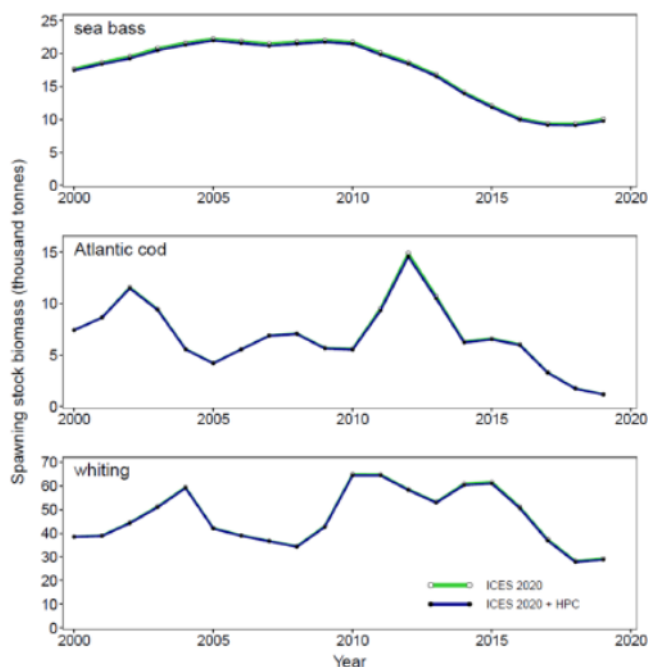 sea bass
25
20
15
10
5
0
2000 2005 2010 2015 2020
Atlantic cod
15
10
5
0
2000 2005 2010 2015 2020
whiting
70
60
50
40
30
20
10
0
2000 2005 2010 2015 2020
ICES 2020
ICES 2020 + HPC
Year
Spawning stock biomass (thousand tonnes)